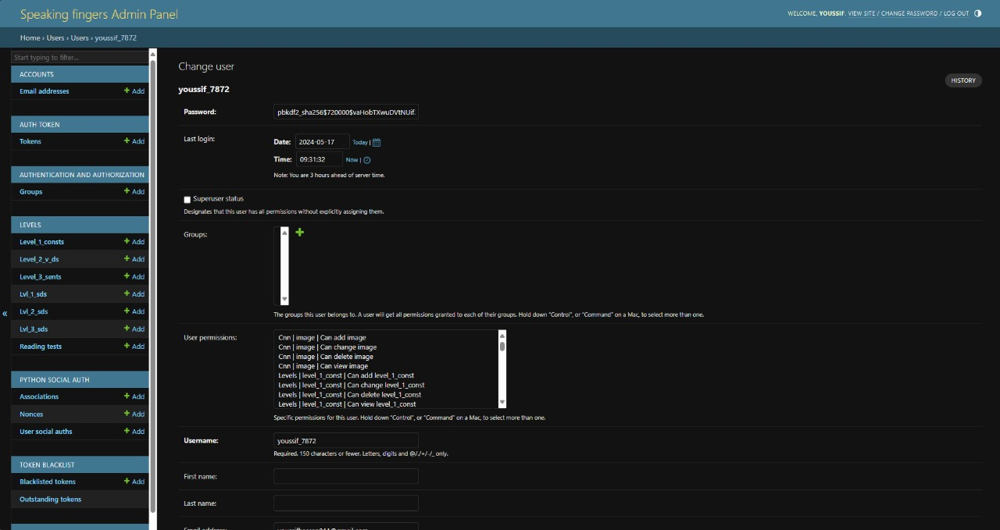 Speaking fingers Admin Panel
WELCOME, YOUSSIF. VIEW SITE / CHANGE PASSWORD / LOG OUT
Home › Users › Users › youssif_7872
Start typing to filter...
ACCOUNTS
Email addresses + Add
AUTH TOKEN
Tokens + Add
AUTHENTICATION AND AUTHORIZATION
Groups + Add
LEVELS
Level_1_consts + Add
Level_2_v_ds + Add
Level_3_sents + Add
Lvl_1_sds + Add
Lvl_2_sds + Add
Lvl_3_sds + Add
Reading tests + Add
PYTHON SOCIAL AUTH
Associations + Add
Nonces + Add
User social auths + Add
TOKEN BLACKLIST
Blacklisted tokens + Add
Outstanding tokens
«
Change user
HISTORY
youssif_7872
Password: pbkdf2_sha256$720000$vaHobTXwuDVtNUif.
Last login:
Date: 2024-05-17 Today |
Time: 09:31:32 Now |
Note: You are 3 hours ahead of server time.
Superuser status
Designates that this user has all permissions without explicitly assigning them.
Groups:
The groups this user belongs to. A user will get all permissions granted to each of their groups. Hold down “Control”, or “Command” on a Mac, to select more than one.
User permissions:
Cnn | image | Can add image
Cnn | image | Can change image
Cnn | image | Can delete image
Cnn | image | Can view image
Levels | level_1_const | Can add level_1_const
Levels | level_1_const | Can change level_1_const
Levels | level_1_const | Can delete level_1_const
Levels | level_1_const | Can view level_1_const
Specific permissions for this user. Hold down “Control”, or “Command” on a Mac, to select more than one.
Username: youssif_7872
Required. 150 characters or fewer. Letters, digits and @/./+/-/_ only.
First name:
Last name:
Email address: